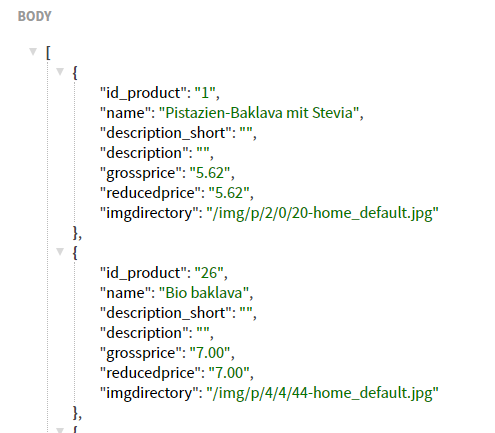 BODY
[
{
"id_product": "1",
"name": "Pistazien-Baklava mit Stevia",
"description_short": "",
"description": "",
"grossprice": "5.62",
"reducedprice": "5.62",
"imgdirectory": "/img/p/2/0/20-home_default.jpg"
},
{
"id_product": "26",
"name": "Bio baklava",
"description_short": "",
"description": "",
"grossprice": "7.00",
"reducedprice": "7.00",
"imgdirectory": "/img/p/4/4/44-home_default.jpg"
},
{